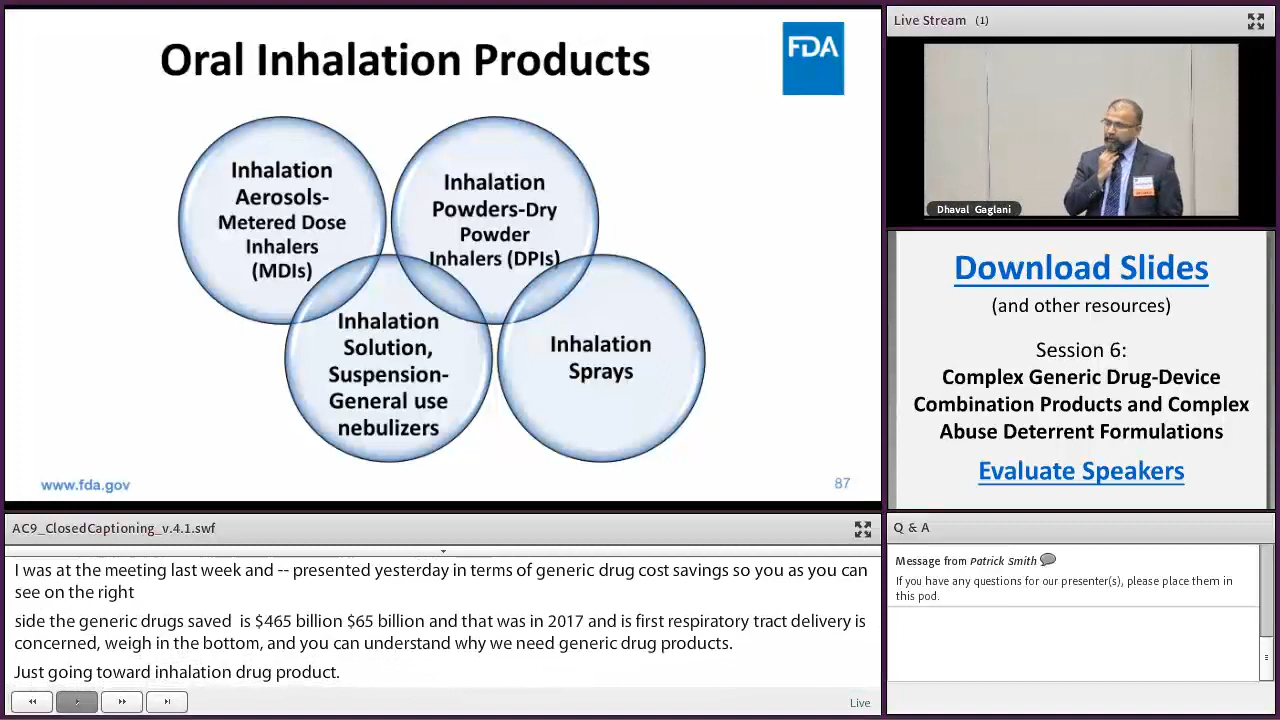 Oral Inhalation Products
FDA
Inhalation
Aerosols-
Metered Dose
Inhalers
(MDIs)
Inhalation
Powders-Dry
Powder
Inhalers (DPIs)
Inhalation
Solution,
Suspension-
General use
nebulizers
Inhalation
Sprays
www.fda.gov
87
Live Stream (1)
Dhaval Gaglani
Download Slides
(and other resources)
Session 6:
Complex Generic Drug-Device
Combination Products and Complex
Abuse Deterrent Formulations
Evaluate Speakers
AC9_ClosedCaptioning_v.4.1.swf
I was at the meeting last week and -- presented yesterday in terms of generic drug cost savings so you as you can
see on the right
side the generic drugs saved is $465 billion $65 billion and that was in 2017 and is first respiratory tract delivery is
concerned, weigh in the bottom, and you can understand why we need generic drug products.
Just going toward inhalation drug product.
Live
Q & A
Message from Patrick Smith
If you have any questions for our presenter(s), please place them in
this pod.